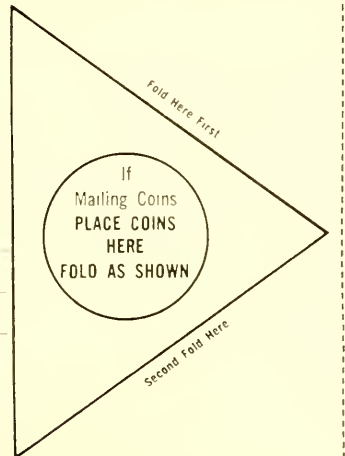 Fold Here First
If
Mailing Coins
PLACE COINS
HERE
FOLD AS SHOWN
Second Fold Here